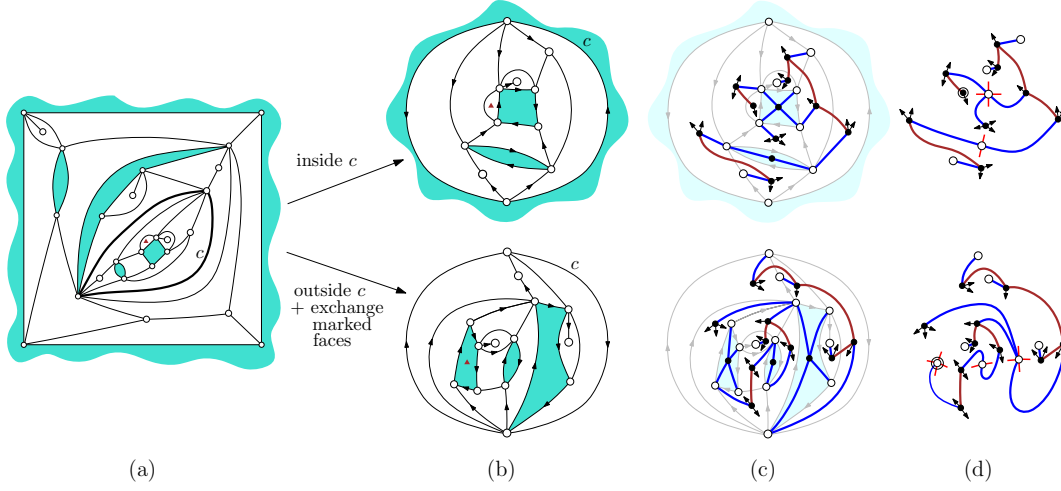 c
inside c
c
outside c
+ exchange
marked
faces
c
(a)
(b)
(c)
(d)